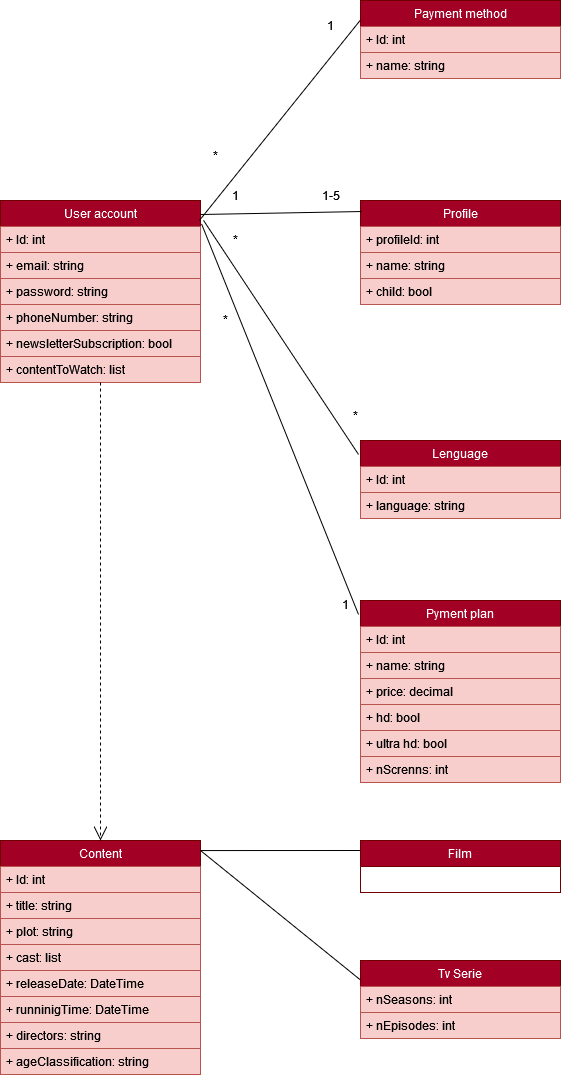 Payment method
+ Id: int
+ name: string
1
*
User account
+ Id: int
+ email: string
+ password: string
+ phoneNumber: string
+ newsletterSubscription: bool
+ contentToWatch: list
1
1-5
Profile
+ profileId: int
+ name: string
+ child: bool
*
*
Lenguage
+ Id: int
+ language: string
*
1
Pyment plan
+ Id: int
+ name: string
+ price: decimal
+ hd: bool
+ ultra hd: bool
+ nScrenns: int
Content
+ Id: int
+ title: string
+ plot: string
+ cast: list
+ releaseDate: DateTime
+ runninigTime: DateTime
+ directors: string
+ ageClassification: string
Film
Tv Serie
+ nSeasons: int
+ nEpisodes: int